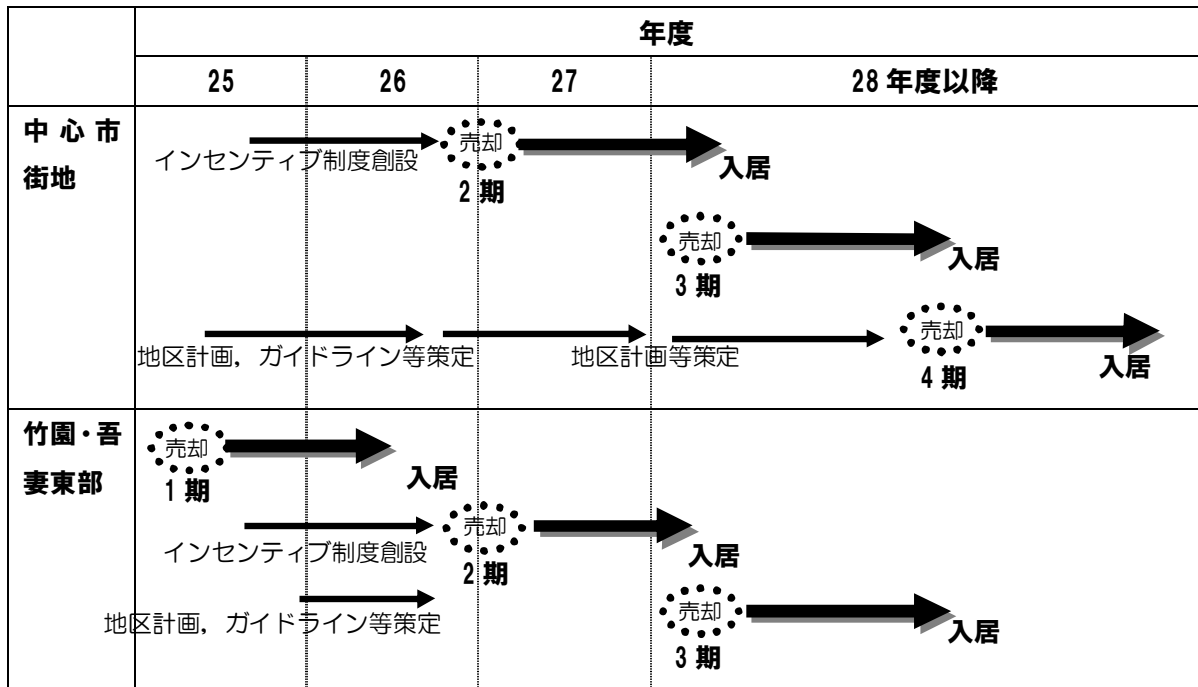 年度
25 26 27 28年度以降
中心市
街地
売却
インセンティブ制度創設
2期
入居
売却
3期
入居
地区計画，ガイドライン等策定 地区計画等策定
売却
4期
入居
竹園・吾
妻東部
売却
1期
入居
インセンティブ制度創設
売却
2期
入居
地区計画，ガイドライン等策定
売却
3期
入居